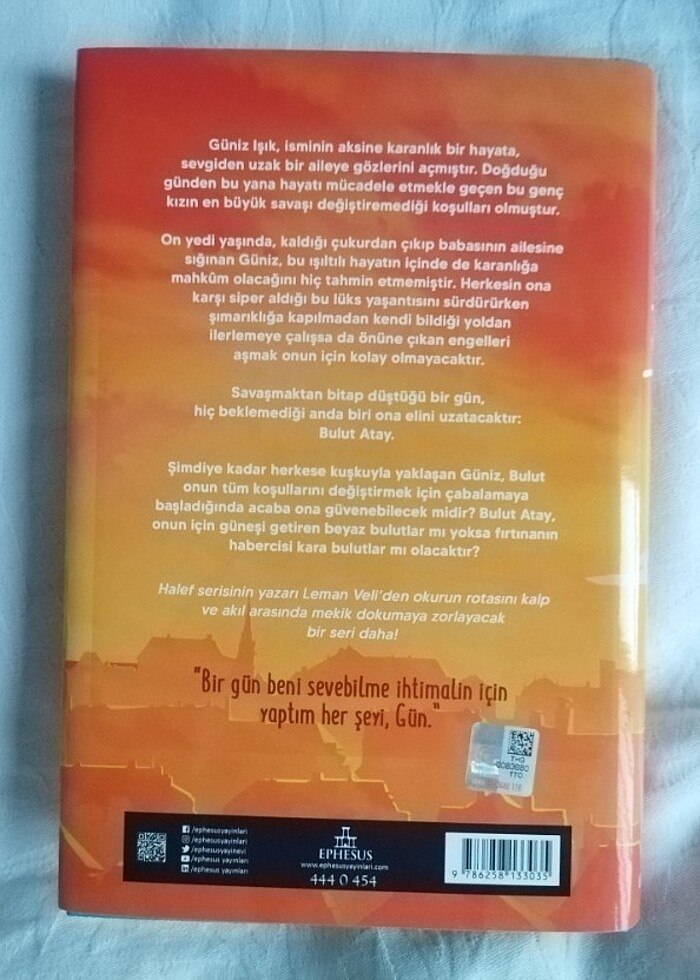 Güniz Işık, isminin aksine karanlık bir hayata,
sevgiden uzak bir aileye gözlerini açmıştır. Doğduğu
günden bu yana hayatı mücadele etmekle geçen bu genç
kızın en büyük savaşı değiştiremediği koşulları olmuştur.
On yedi yaşında, kaldığı çukurdan çıkıp babasının ailesine
sığınan Güniz, bu ışıltılı hayatın içinde de karanlığa
mahkûm olacağını hiç tahmin etmemiştir. Herkesin ona
karşı siper aldığı bu lüks yaşantısını sürdürürken
şımarıklığa kapılmadan kendi bildiği yoldan
ilerlemeye çalışsa da önüne çıkan engelleri
aşmak onun için kolay olmayacaktır.
Savaşmaktan bitap düştüğü bir gün,
hiç beklemediği anda biri ona elini uzatacaktır:
Bulut Atay.
Şimdiye kadar herkese kuşkuyla yaklaşan Güniz, Bulut
onun tüm koşullarını değiştirmek için çabalamaya
başladığında acaba ona güvenebilecek midir? Bulut Atay,
onun için güneşi getiren beyaz bulutlar mı yoksa fırtınanın
habercisi kara bulutlar mı olacaktır?
Halef serisinin yazarı Leman Veli'den okurun rotasını kalp
ve akıl arasında mekik dokumaya zorlayacak
bir seri daha!
"Bir gün beni sevebilme ihtimalin için
yaptım her şeyi, Gün."
THG
TTO
/ephesusyayinlari
/ephesusyayinlari
/ephesusyayinevi
/ephesus yayınları
/ephesus yayınları
EPHESUS
www.ephesusyayinlari.com
444 0 454
9 786258 133035